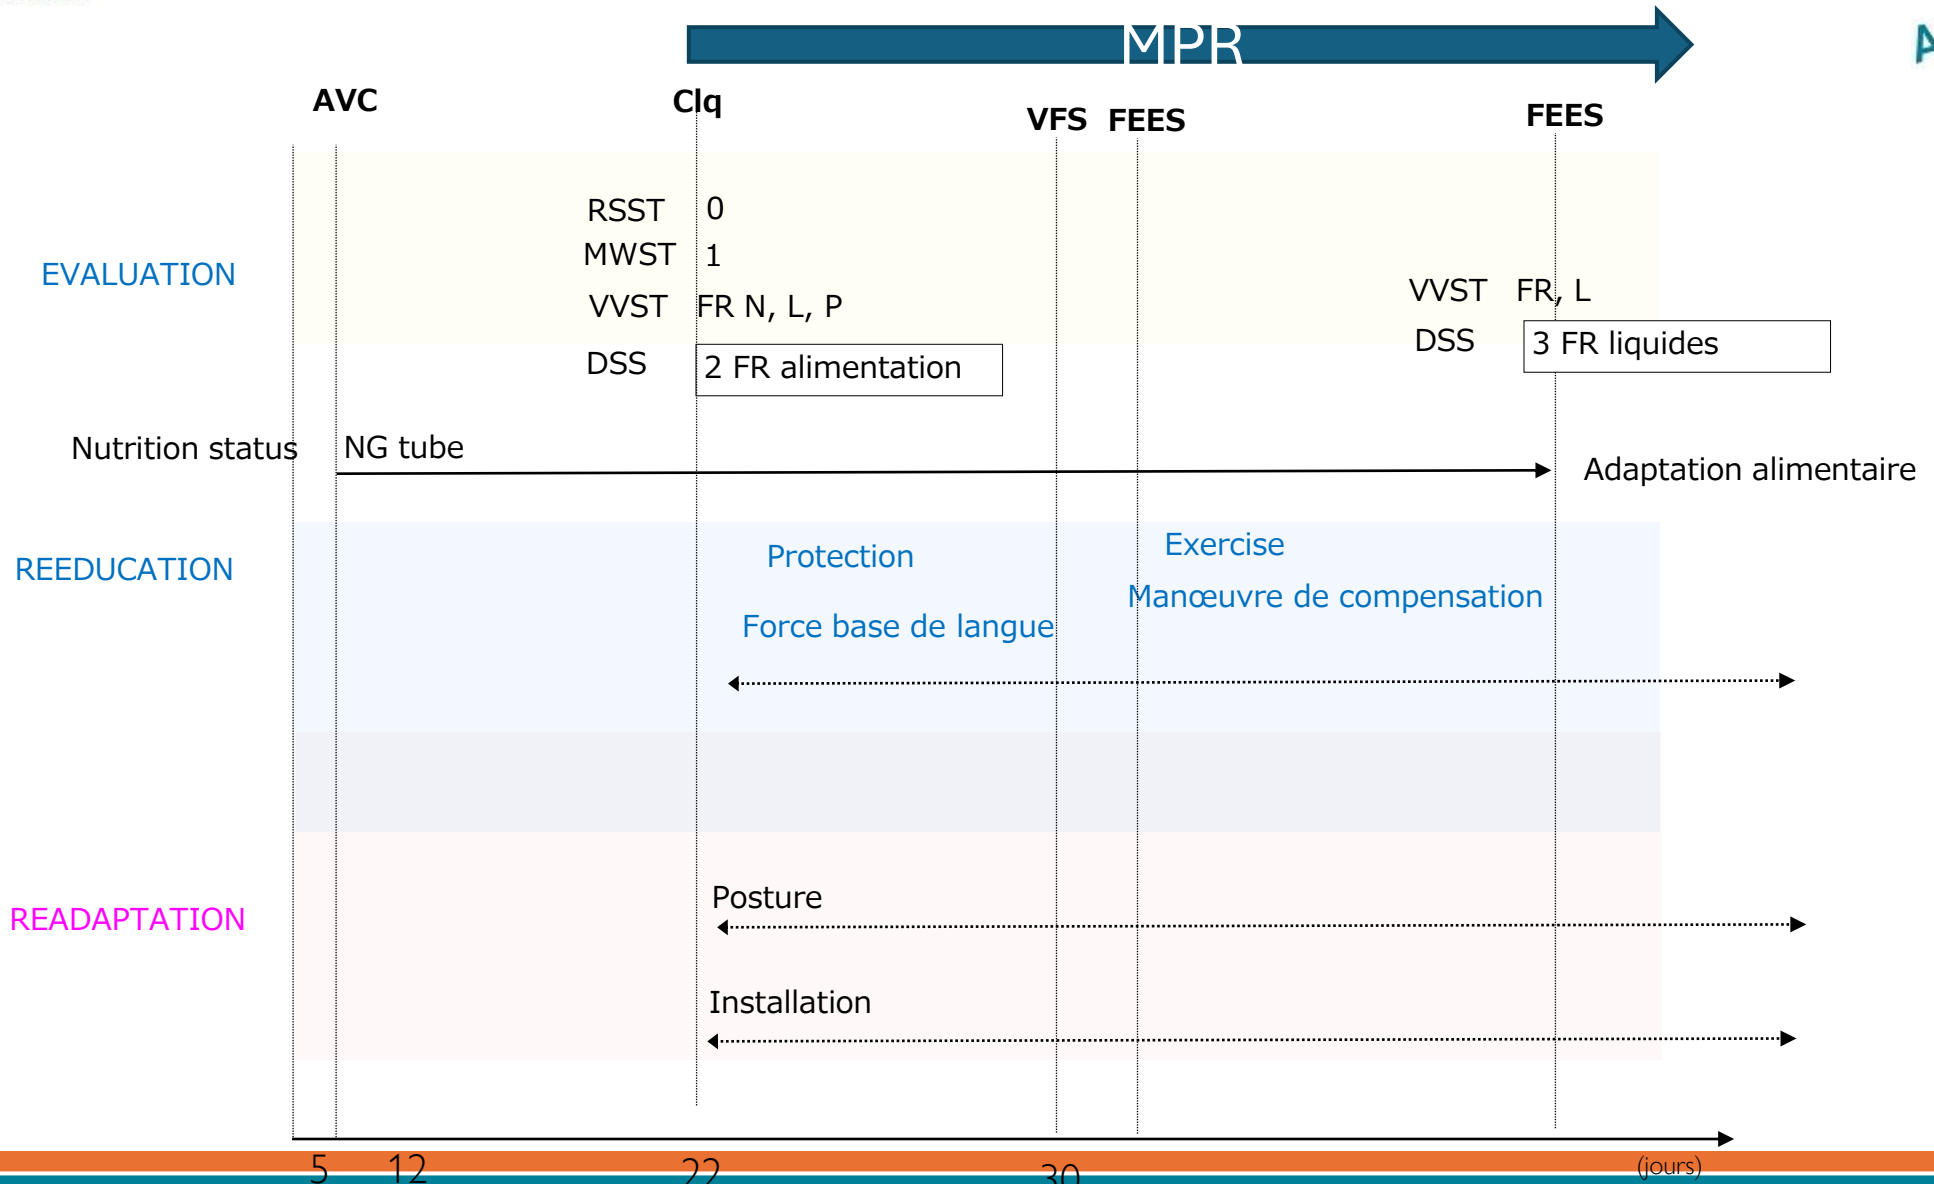 MPR
AVC
Clq
VFS FEES
FEES
EVALUATION
RSST 0
MWST 1
VVST FR N, L, P
DSS 2 FR alimentation
VVST FR, L
DSS 3 FR liquides
Nutrition status
NG tube
Adaptation alimentaire
REEDUCATION
Protection
Force base de langue
Exercise
Manœuvre de compensation
READAPTATION
Posture
Installation
5 12 22 30 (jours)